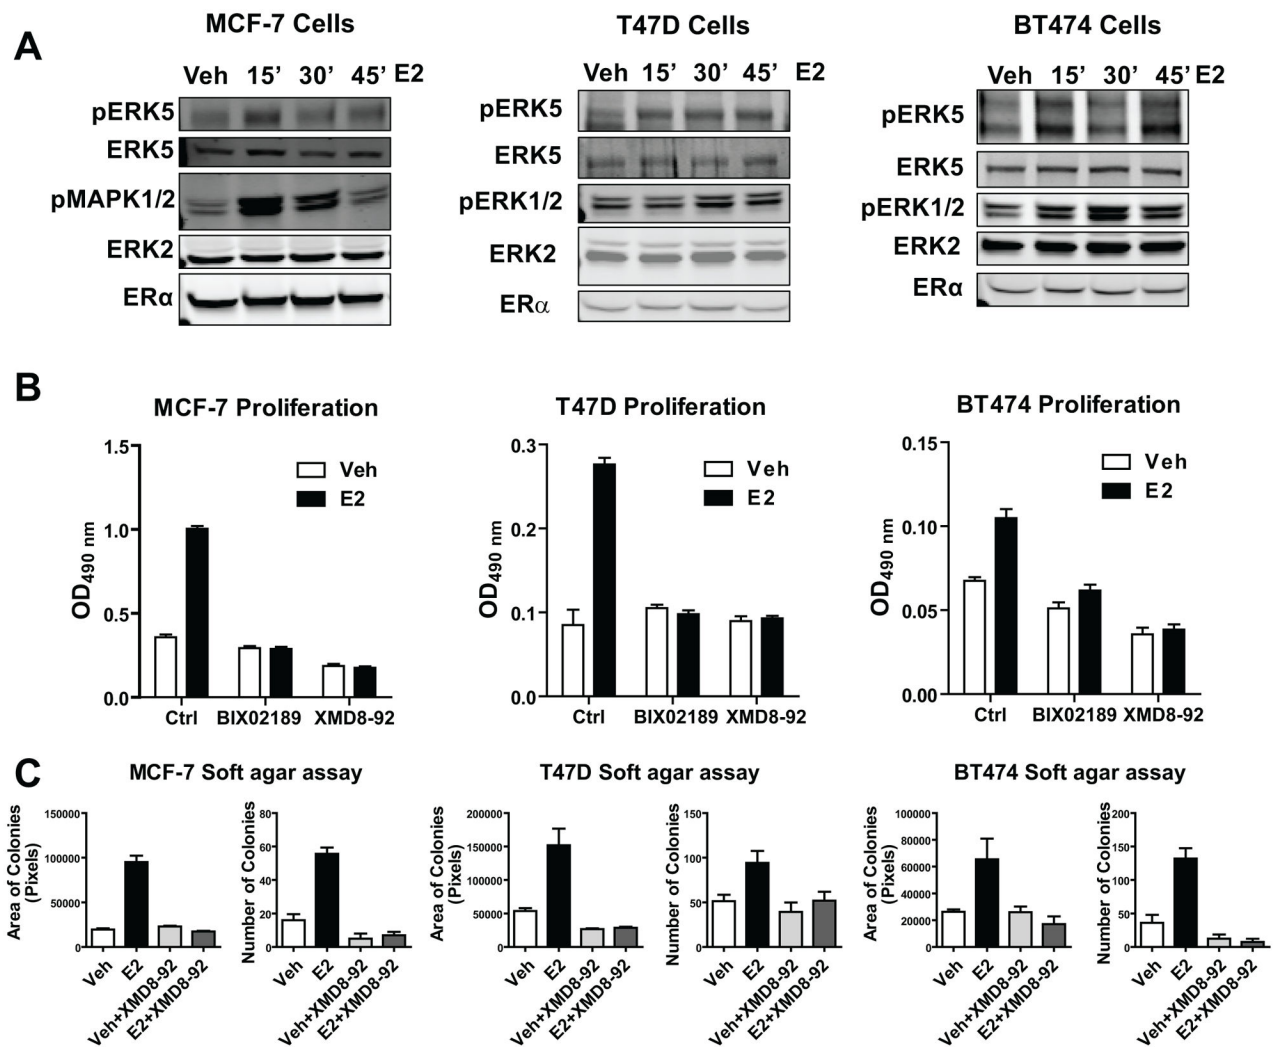 A
MCF-7 Cells
Veh 15’ 30’ 45’ E2
pERK5
ERK5
pMAPK1/2
ERK2
ERα
T47D Cells
Veh 15’ 30’ 45’ E2
pERK5
ERK5
pERK1/2
ERK2
ERα
BT474 Cells
Veh 15’ 30’ 45’ E2
pERK5
ERK5
pERK1/2
ERK2
ERα
B
MCF-7 Proliferation
OD490 nm
1.5
1.0
0.5
0.0
Veh
E2
Ctrl BIX02189 XMD8-92
T47D Proliferation
OD490 nm
0.3
0.2
0.1
0.0
Veh
E2
Ctrl BIX02189 XMD8-92
BT474 Proliferation
OD490 nm
0.15
0.10
0.05
0.00
Veh
E2
Ctrl BIX02189 XMD8-92
C
MCF-7 Soft agar assay
Area of Colonies
(Pixels)
150000
100000
50000
0
Veh
E2
Veh+XMD8-92
E2+XMD8-92
Number of Colonies
80
60
40
20
0
Veh
E2
Veh+XMD8-92
E2+XMD8-92
T47D Soft agar assay
Area of Colonies
(Pixels)
200000
150000
100000
50000
0
Veh
E2
Veh+XMD8-92
E2+XMD8-92
Number of Colonies
150
100
50
0
Veh
E2
Veh+XMD8-92
E2+XMD8-92
BT474 Soft agar assay
Area of Colonies
(Pixels)
100000
80000
60000
40000
20000
0
Veh
E2
Veh+XMD8-92
E2+XMD8-92
Number of Colonies
200
150
100
50
0
Veh
E2
Veh+XMD8-92
E2+XMD8-92